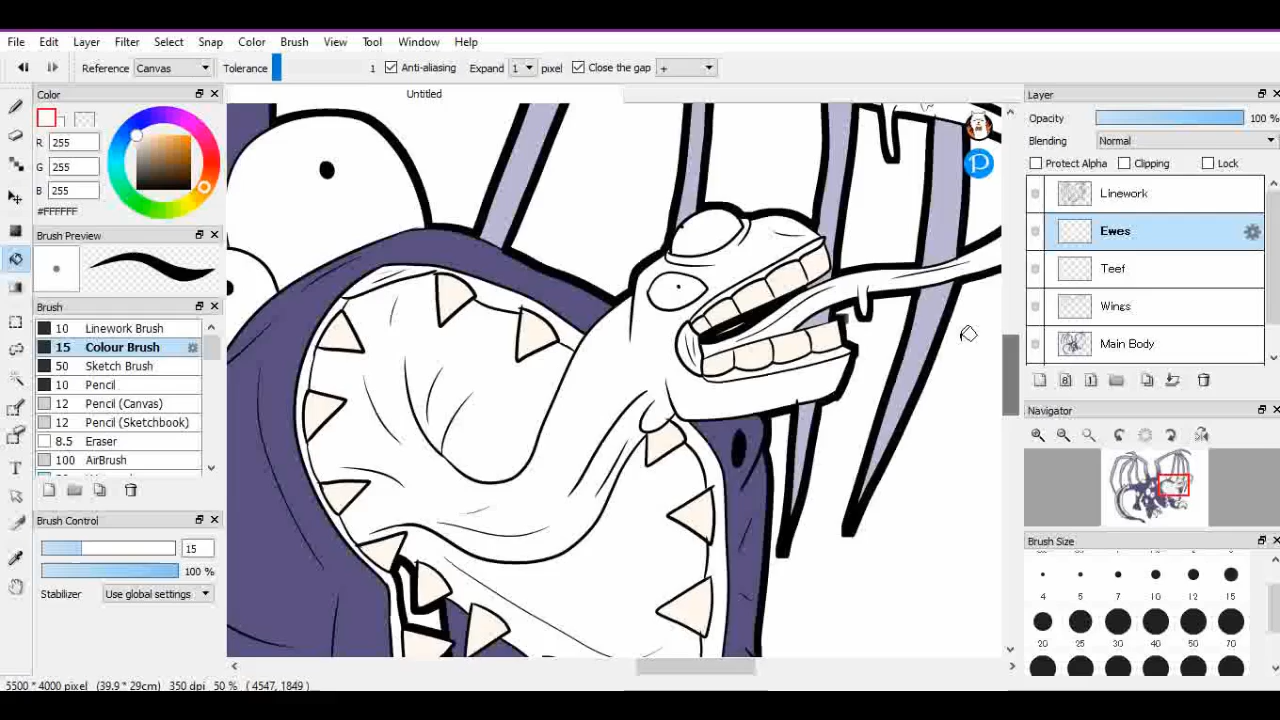 File Edit Layer Filter Select Snap Color Brush View Tool Window Help
Reference Canvas Tolerance 1 Anti-aliasing Expand 1 pixel Close the gap +
Color
Untitled
R 255
G 255
B 255
#FFFFFF
Brush Preview
Brush
10 Linework Brush
15 Colour Brush
50 Sketch Brush
10 Pencil
12 Pencil (Canvas)
12 Pencil (Sketchbook)
8.5 Eraser
100 AirBrush
Brush Control
15
100 %
Stabilizer Use global settings
5500 * 4000 pixel (39.9 * 29cm) 350 dpi 50 % ( 4547, 1849 )
Layer
Opacity 100 %
Blending Normal
Protect Alpha Clipping Lock
Linework
Ewes
Teef
Wings
Main Body
Navigator
Brush Size
4 5 7 10 12 15
20 25 30 40 50 70